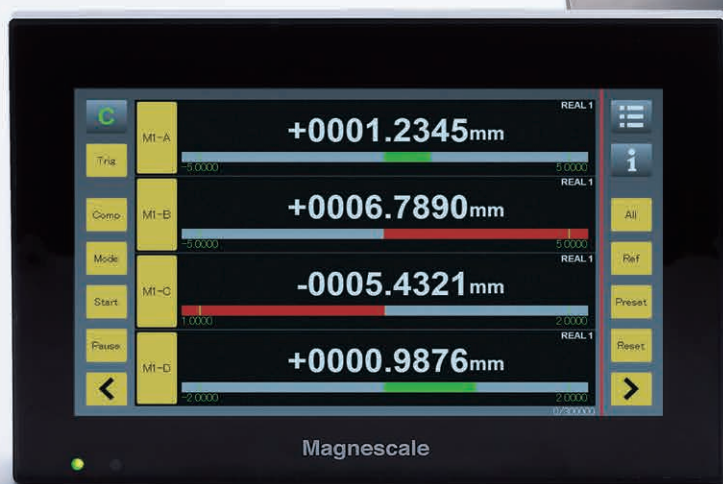 C
Trig
Comp
Mode
Start
Pause
<
M1-A
REAL 1
+0001.2345mm
-5.0000
5.0000
M1-B
REAL 1
+0006.7890mm
-5.0000
5.0000
M1-C
REAL 1
-0005.4321mm
1.0000
2.0000
M1-D
REAL 1
+0000.9876mm
-2.0000
2.0000
07300000
i
All
Ref
Preset
Reset
>
Magnescale